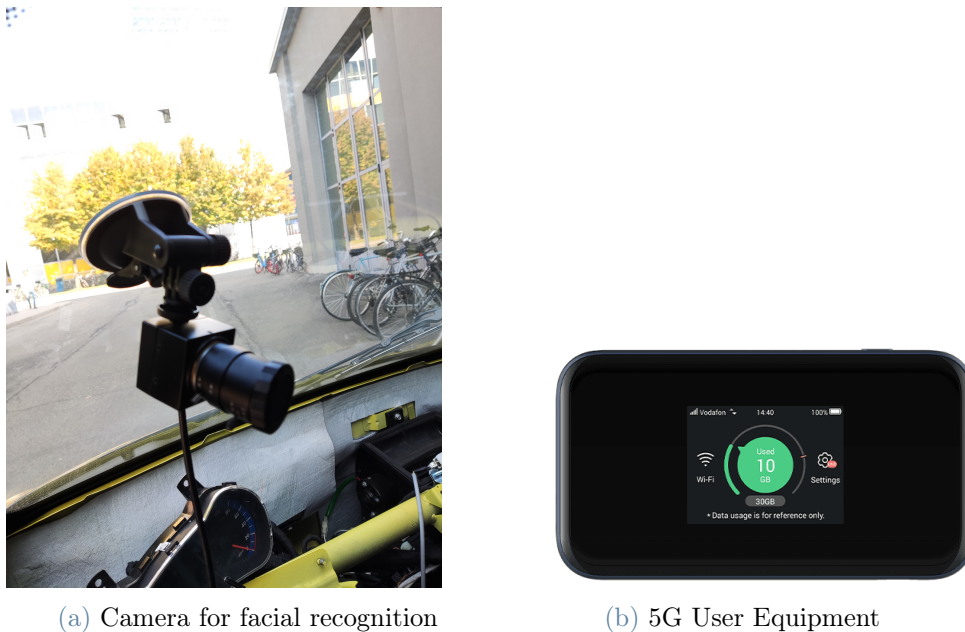 Vodafon 14:40 100%
Used
10
GB
Wi-Fi
Settings
30GB
* Data usage is for reference only.
(a) Camera for facial recognition
(b) 5G User Equipment